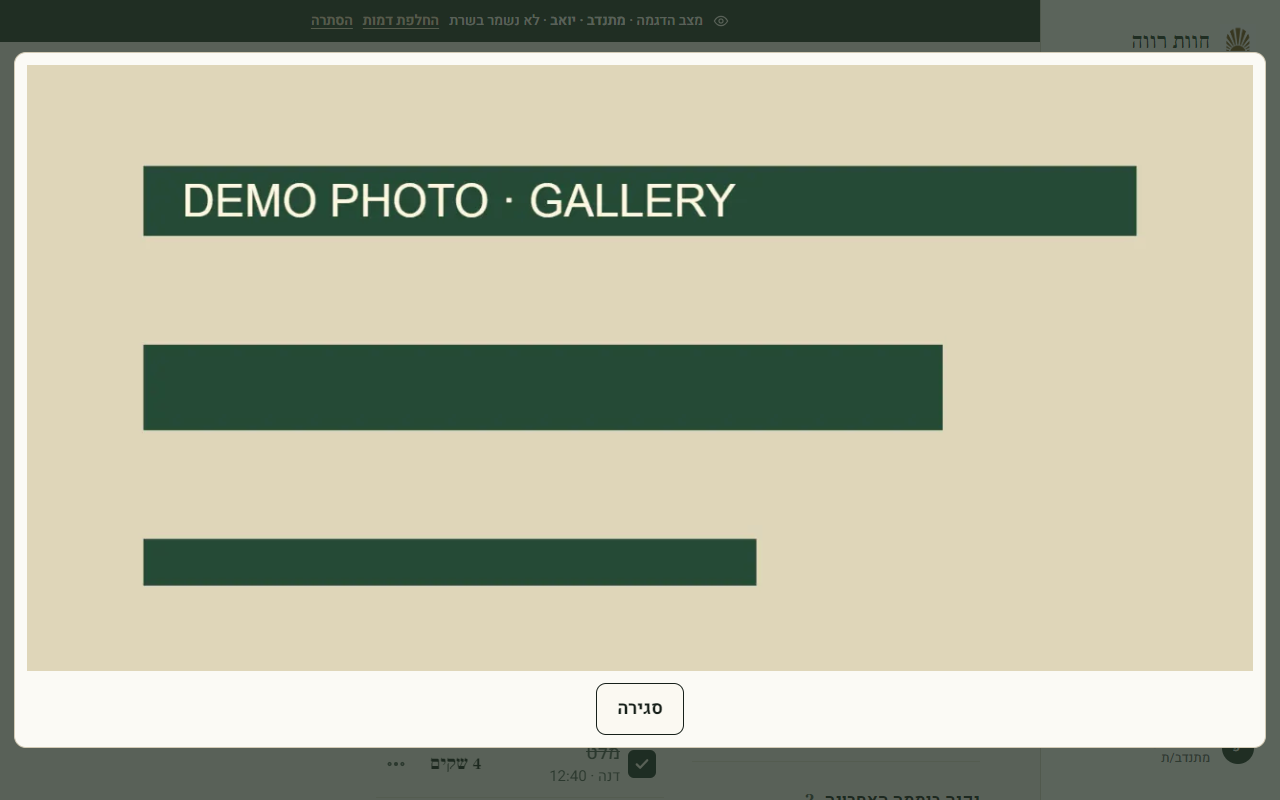 מצב הדגמה · מתנדב · יואב · לא נשמר בשרת החלפת דמות הסתרה
חוות רווה
DEMO PHOTO · GALLERY
סגירה
מלט
4 שקים
דנה · 12:40
מתנדב/ת